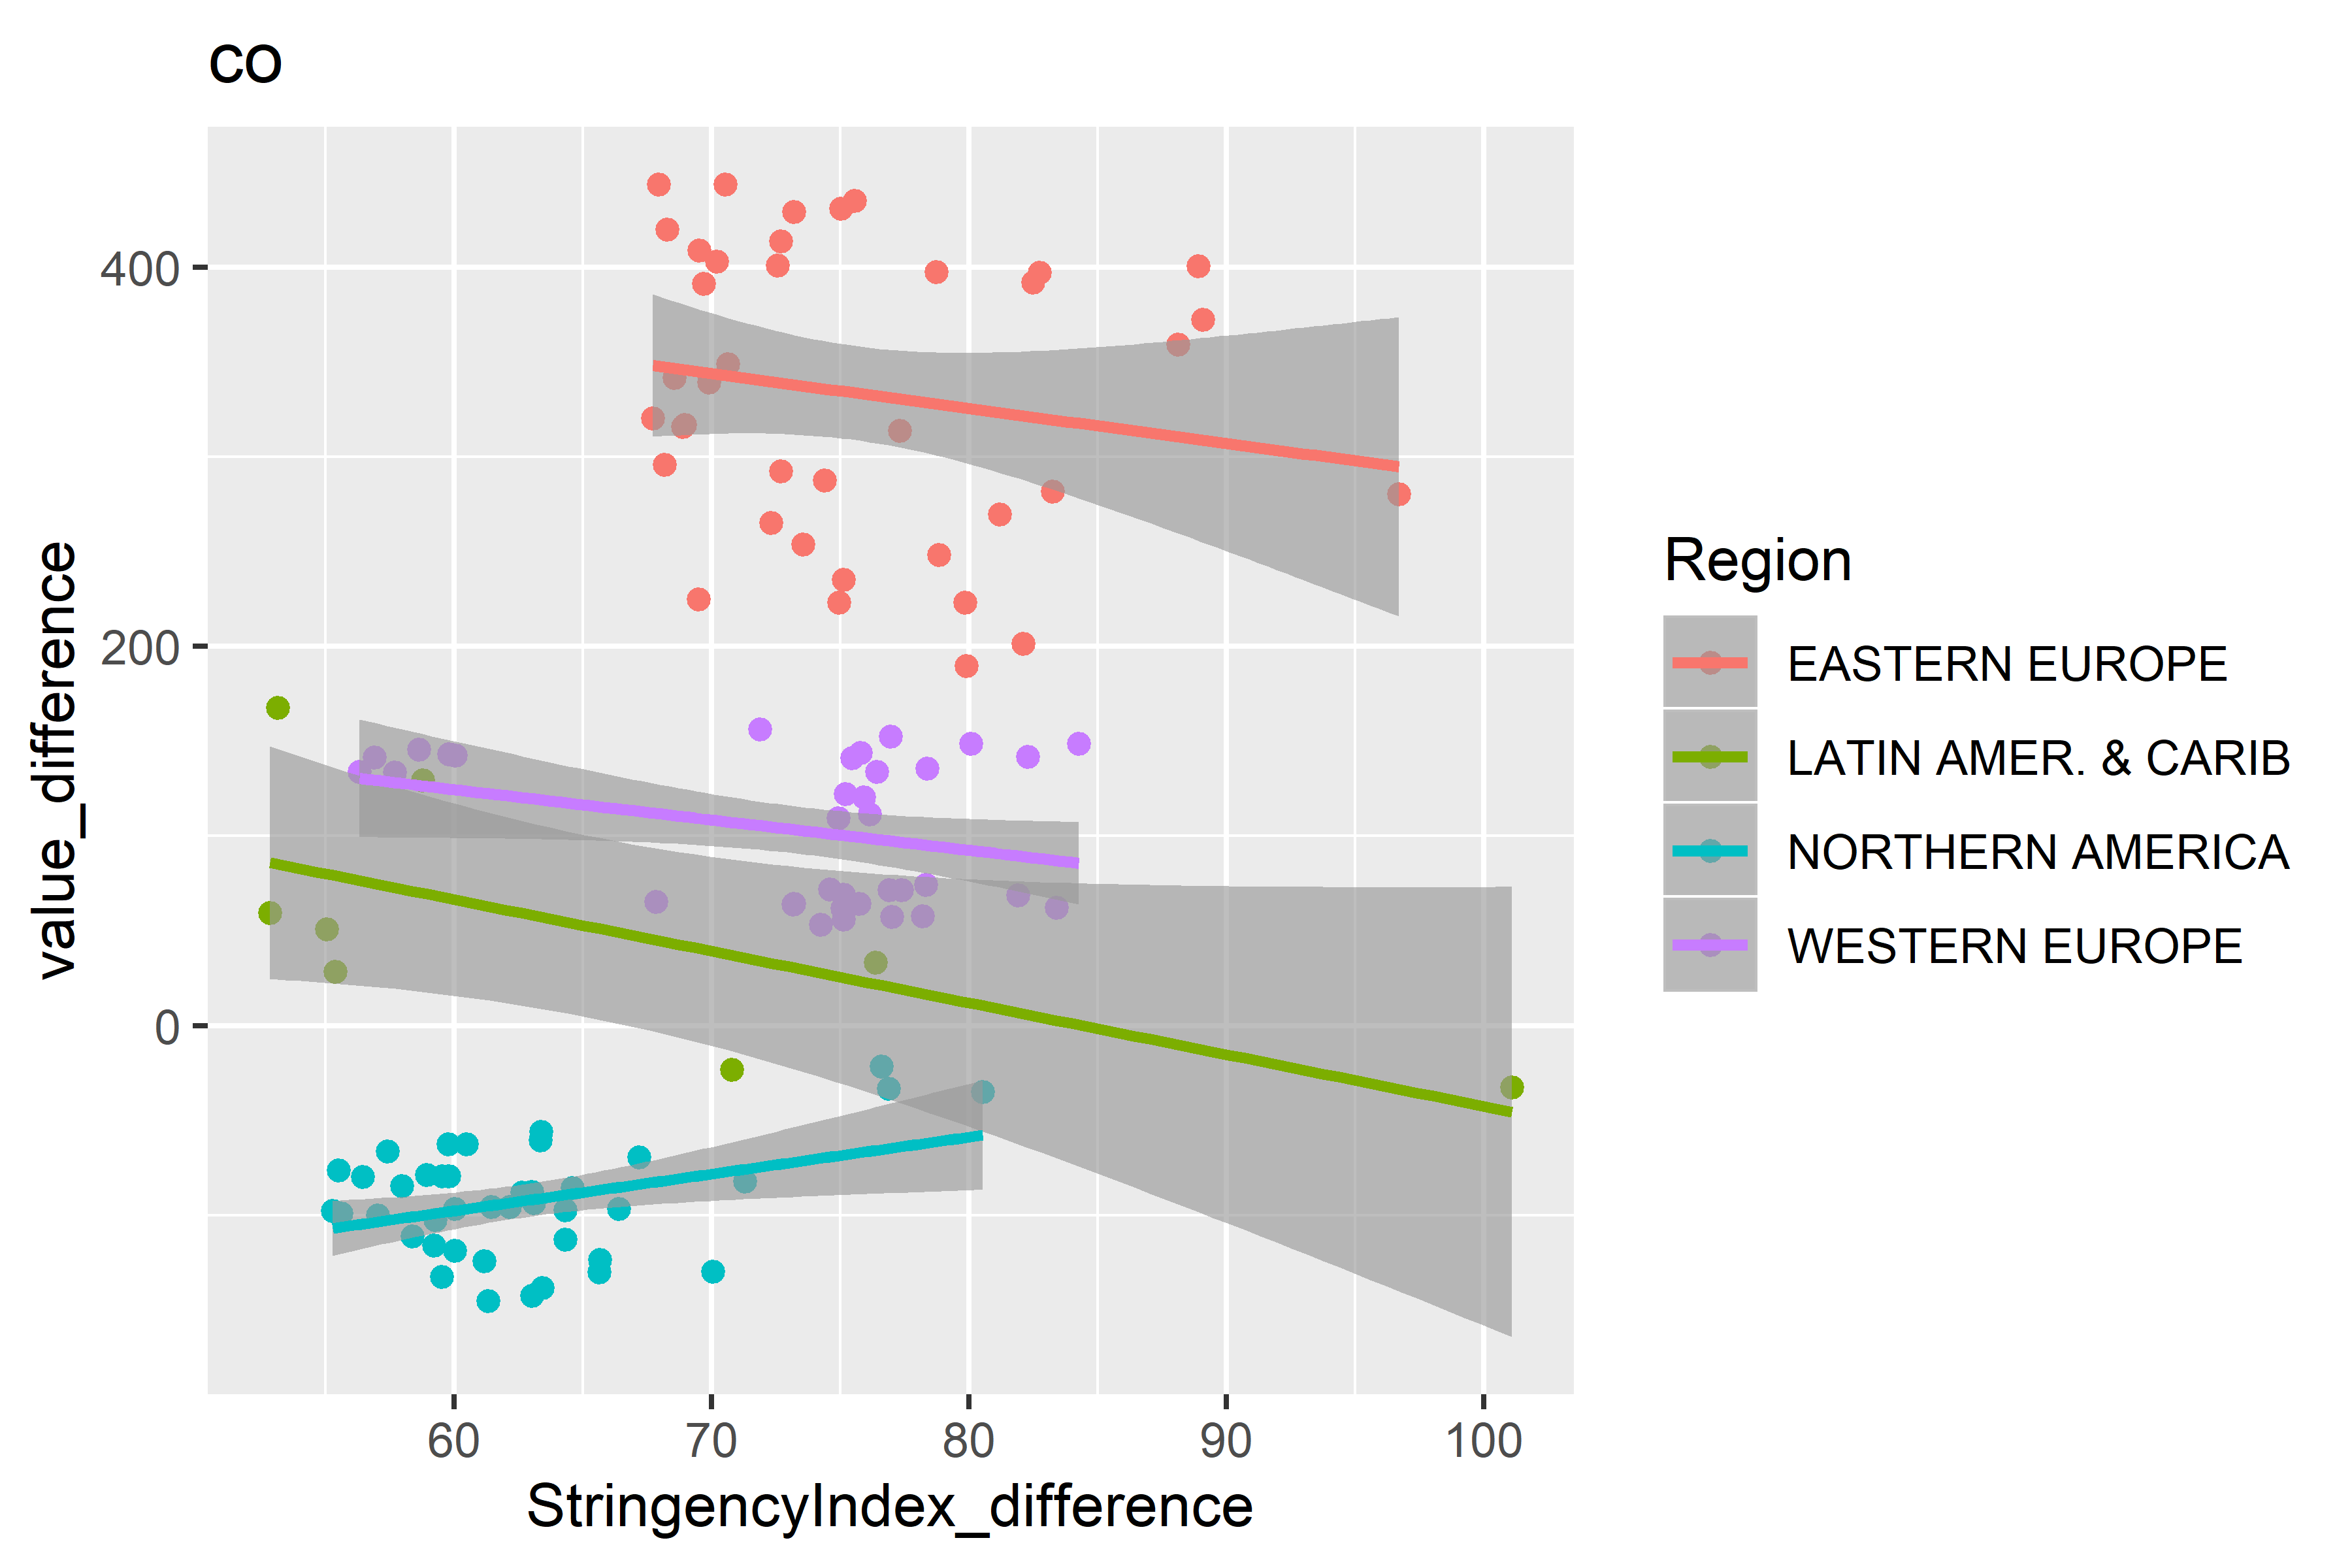 co
400
200
0
value_difference
60 70 80 90 100
StringencyIndex_difference
Region
EASTERN EUROPE
LATIN AMER. & CARIB
NORTHERN AMERICA
WESTERN EUROPE